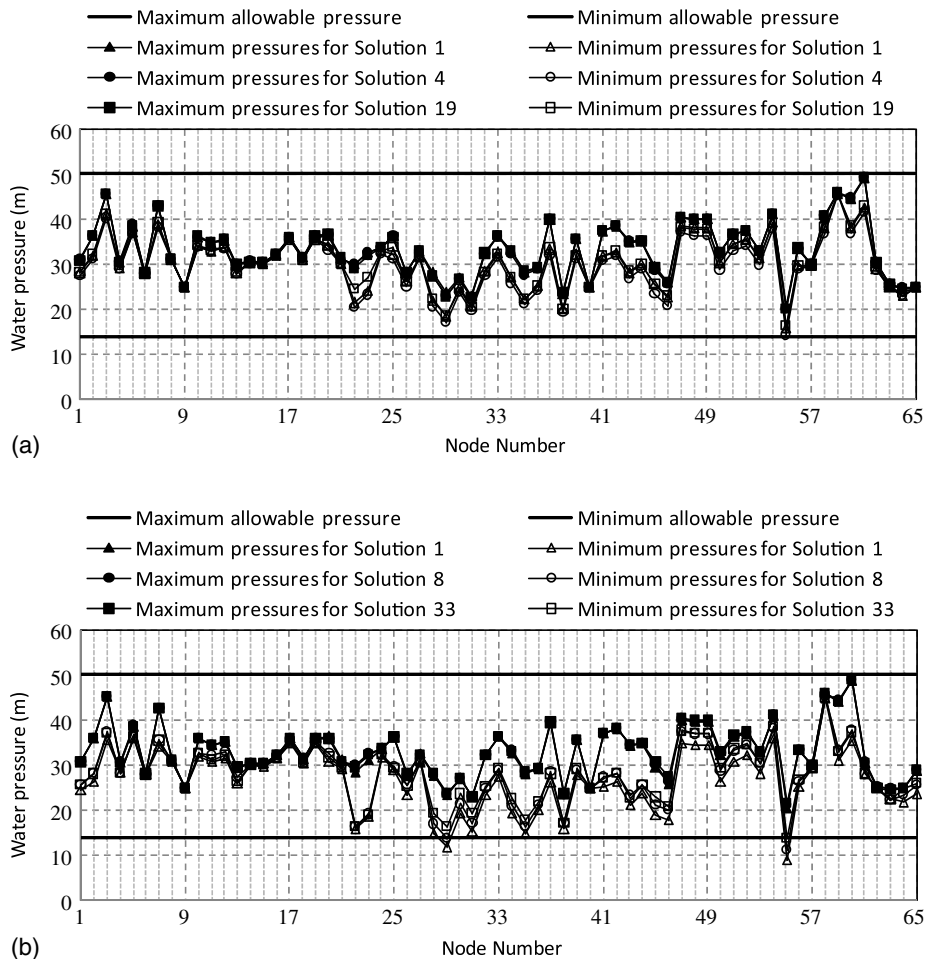 Maximum allowable pressure Minimum allowable pressure
Maximum pressures for Solution 1 Minimum pressures for Solution 1
Maximum pressures for Solution 4 Minimum pressures for Solution 4
Maximum pressures for Solution 19 Minimum pressures for Solution 19
60
50
40
30
20
10
0
Water pressure (m)
1 9 17 25 33 41 49 57 65
Node Number
(a)
Maximum allowable pressure Minimum allowable pressure
Maximum pressures for Solution 1 Minimum pressures for Solution 1
Maximum pressures for Solution 8 Minimum pressures for Solution 8
Maximum pressures for Solution 33 Minimum pressures for Solution 33
60
50
40
30
20
10
0
Water pressure (m)
1 9 17 25 33 41 49 57 65
Node Number
(b)